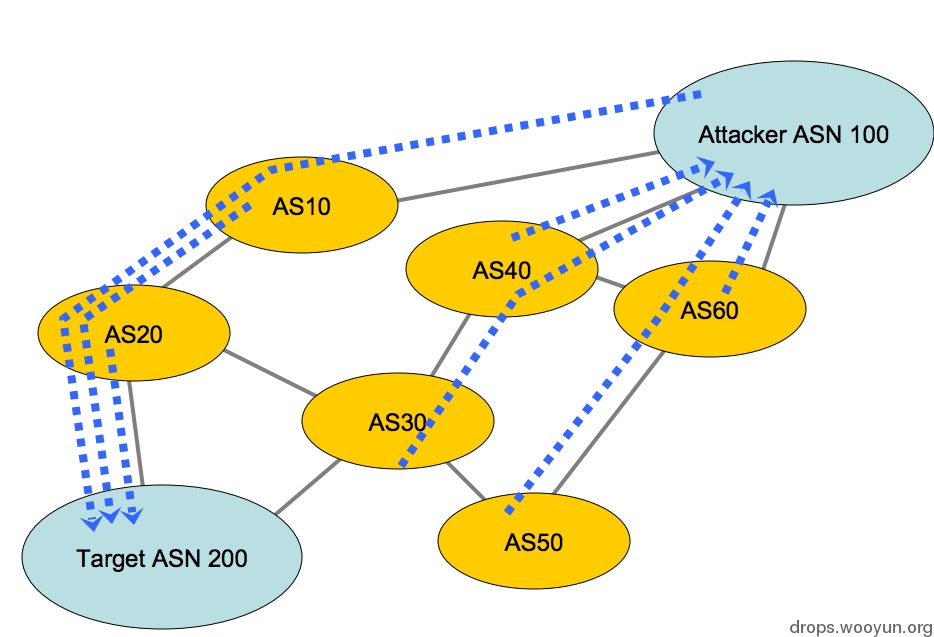 Attacker ASN 100
AS10
AS40
AS60
AS20
AS30
AS50
Target ASN 200
drops.wooyun.org